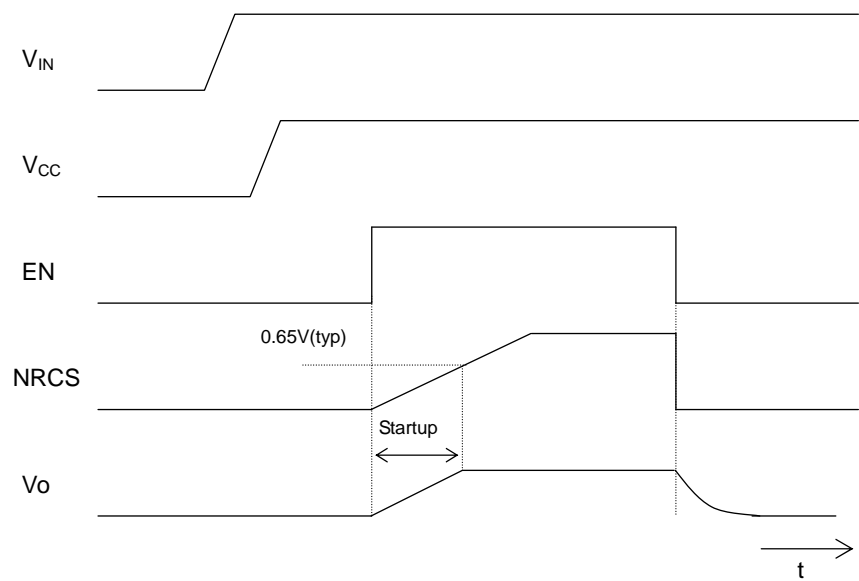 VIN
VCC
EN
0.65V(typ)
NRCS
Startup
Vo
t